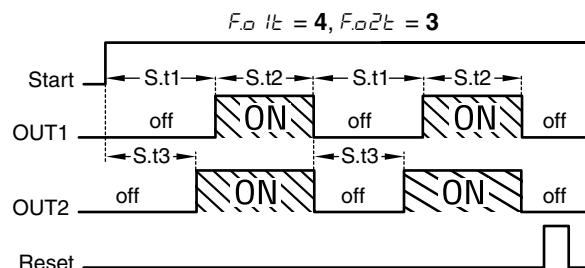 F.o1t = 4, F.o2t = 3
Start
S.t1 S.t2 S.t1 S.t2
OUT1
off ON off ON off
S.t3 S.t3
OUT2
off ON off ON off
Reset